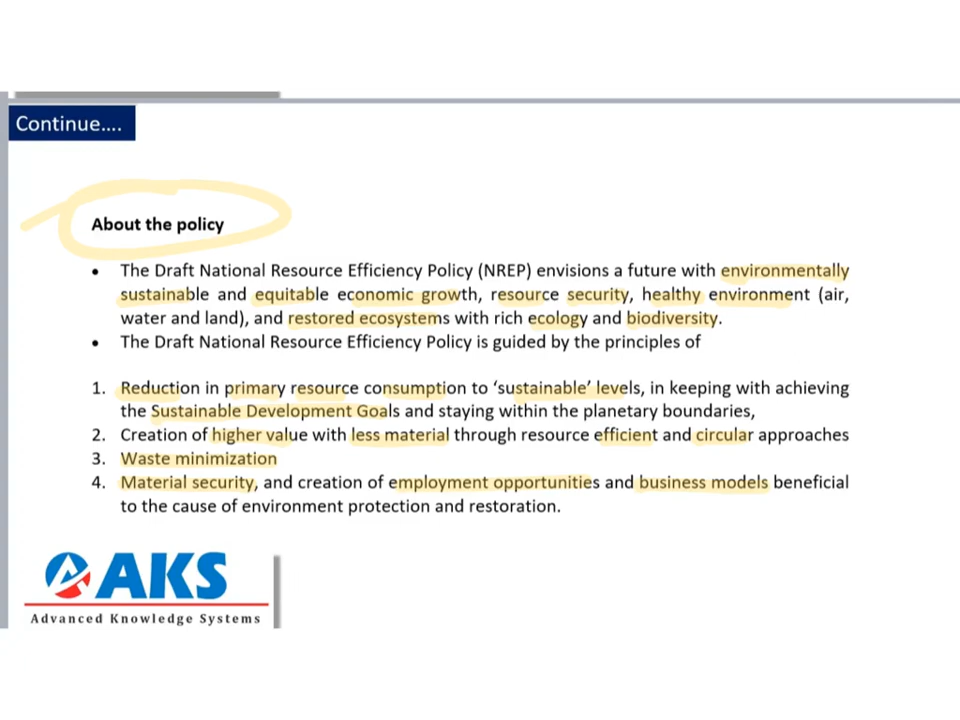 Continue....
About the policy
• The Draft National Resource Efficiency Policy (NREP) envisions a future with environmentally
sustainable and equitable economic growth, resource security, healthy environment (air,
water and land), and restored ecosystems with rich ecology and biodiversity.
• The Draft National Resource Efficiency Policy is guided by the principles of
1. Reduction in primary resource consumption to ‘sustainable’ levels, in keeping with achieving
the Sustainable Development Goals and staying within the planetary boundaries,
2. Creation of higher value with less material through resource efficient and circular approaches
3. Waste minimization
4. Material security, and creation of employment opportunities and business models beneficial
to the cause of environment protection and restoration.
AKS
Advanced Knowledge Systems